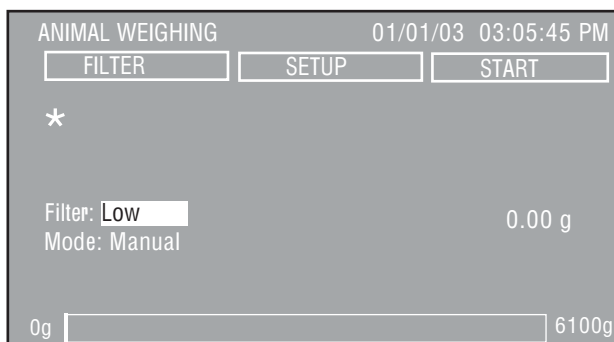 ANIMAL WEIGHING 01/01/03 03:05:45 PM
FILTER SETUP START
*
Filter: Low 0.00 g
Mode: Manual
0g 6100g